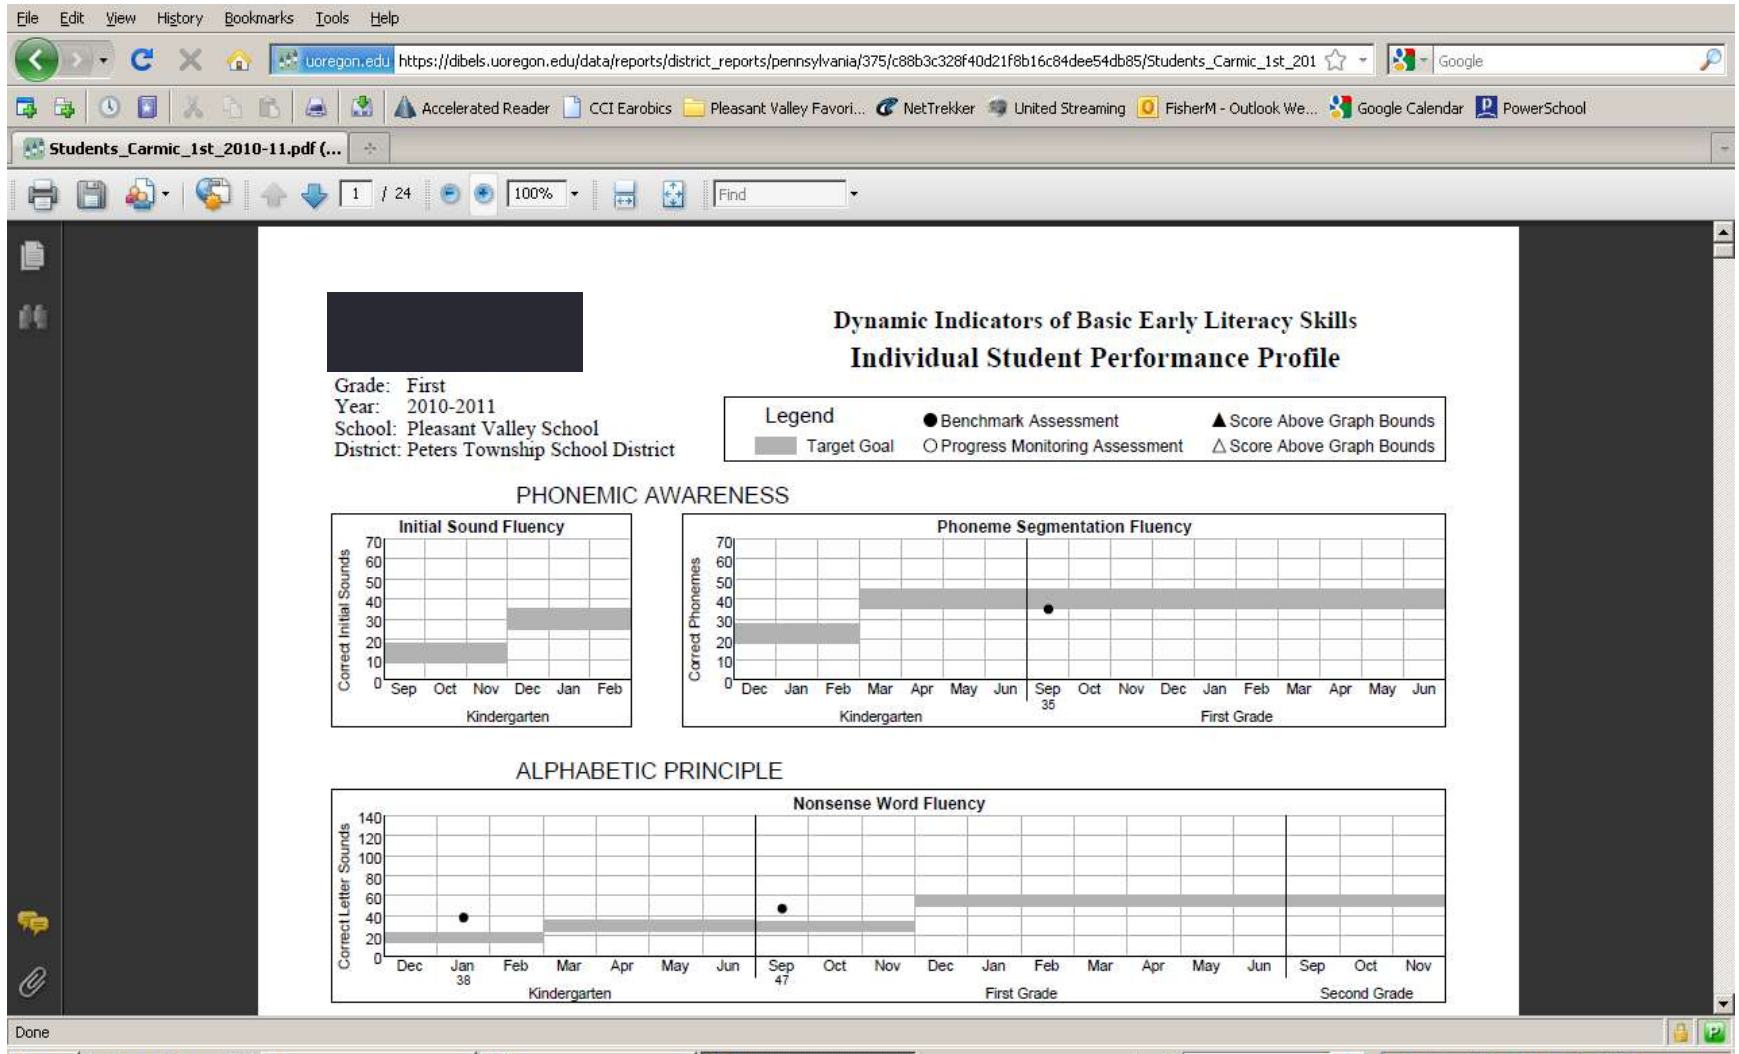 File Edit View History Bookmarks Tools Help
uoregon.edu https://dibels.uoregon.edu/data/reports/district_reports/pennsylvania/375/c88b3c328f40d21f8b16c84dee54db85/Students_Carmic_1st_201 Google
Accelerated Reader CCI Earobics Pleasant Valley Favori... NetTrekker United Streaming FisherM - Outlook We... Google Calendar PowerSchool
Students_Carmic_1st_2010-11.pdf (...
1 / 24 100% Find
Dynamic Indicators of Basic Early Literacy Skills
Individual Student Performance Profile
Grade: First
Year: 2010-2011
School: Pleasant Valley School
District: Peters Township School District
Legend Benchmark Assessment Score Above Graph Bounds
Target Goal Progress Monitoring Assessment Score Above Graph Bounds
PHONEMIC AWARENESS
Initial Sound Fluency
Correct Initial Sounds
70
60
50
40
30
20
10
0
Sep Oct Nov Dec Jan Feb
Kindergarten
Phoneme Segmentation Fluency
Correct Phonemes
70
60
50
40
30
20
10
0
Dec Jan Feb Mar Apr May Jun Sep Oct Nov Dec Jan Feb Mar Apr May Jun
35
Kindergarten First Grade
ALPHABETIC PRINCIPLE
Nonsense Word Fluency
Correct Letter Sounds
140
120
100
80
60
40
20
0
Dec Jan Feb Mar Apr May Jun Sep Oct Nov Dec Jan Feb Mar Apr May Jun Sep Oct Nov
38 47
Kindergarten First Grade Second Grade
Done